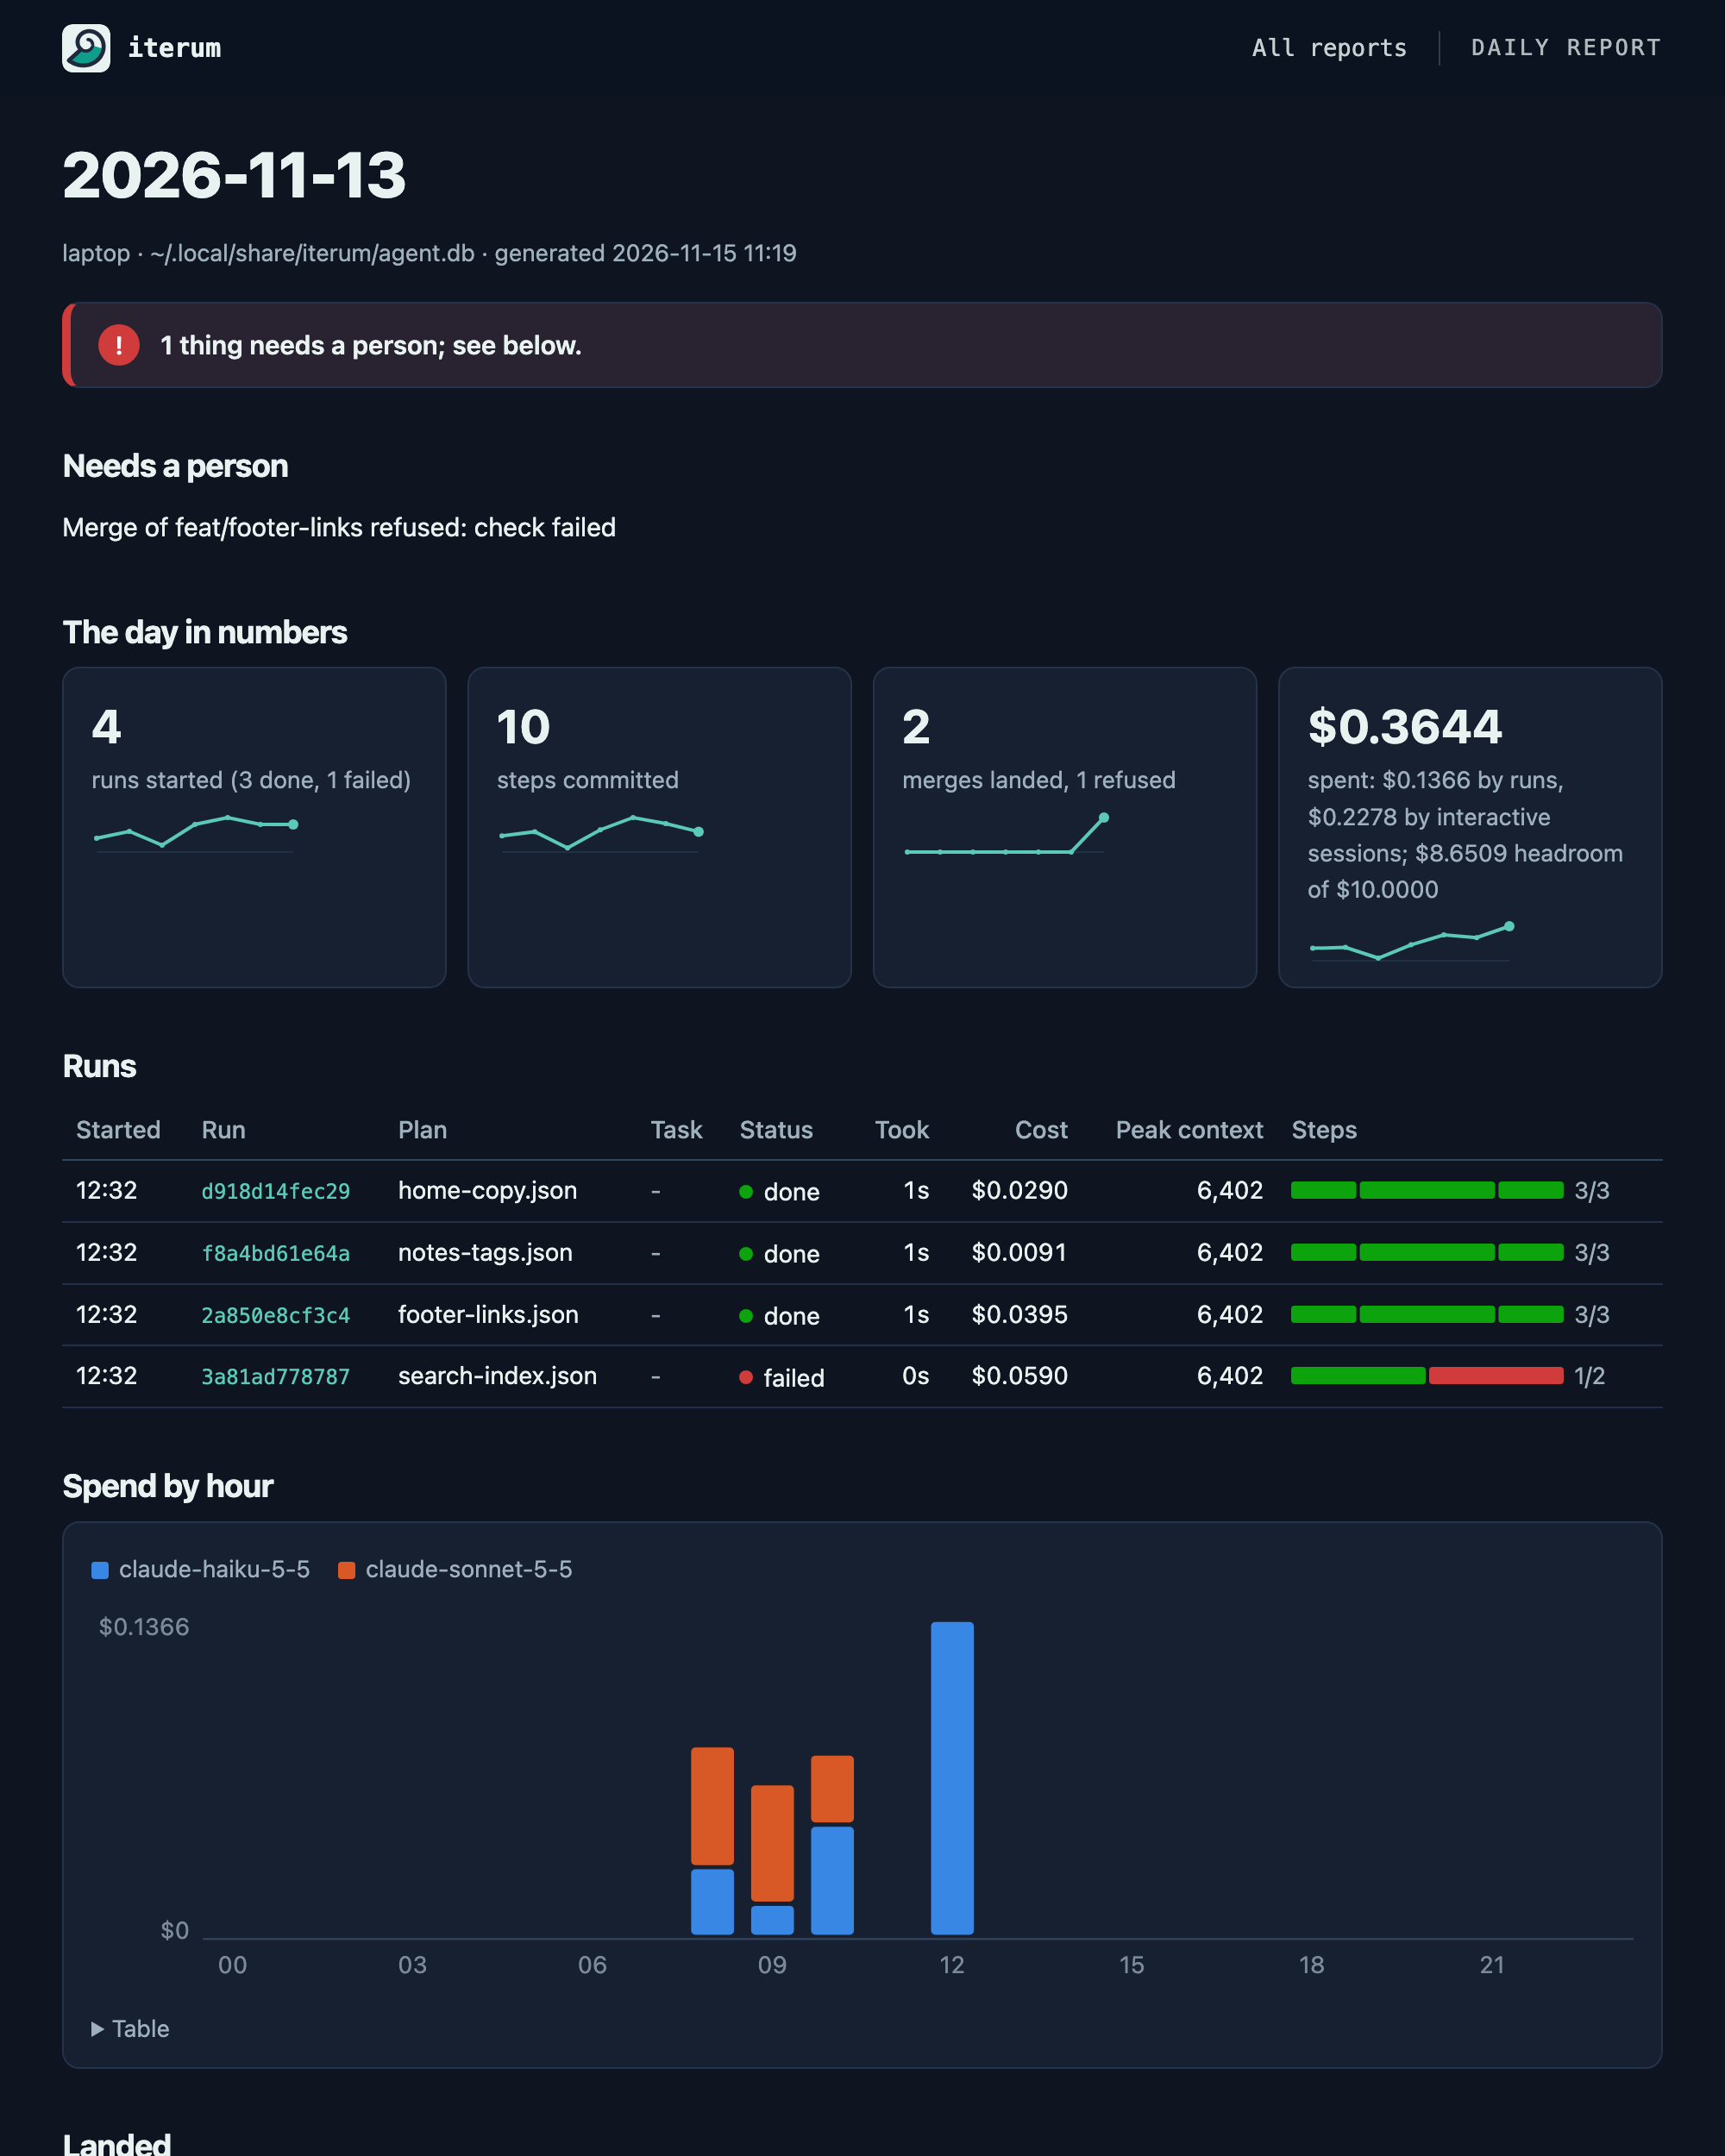 iterum
All reports
DAILY REPORT
2026-11-13
laptop · ~/.local/share/iterum/agent.db · generated 2026-11-15 11:19
! 1 thing needs a person; see below.
Needs a person
Merge of feat/footer-links refused: check failed
The day in numbers
4
runs started (3 done, 1 failed)
10
steps committed
2
merges landed, 1 refused
$0.3644
spent: $0.1366 by runs,
$0.2278 by interactive
sessions; $8.6509 headroom
of $10.0000
Runs
Started Run Plan Task Status Took Cost Peak context Steps
12:32 d918d14fec29 home-copy.json - done 1s $0.0290 6,402 3/3
12:32 f8a4bd61e64a notes-tags.json - done 1s $0.0091 6,402 3/3
12:32 2a850e8cf3c4 footer-links.json - done 1s $0.0395 6,402 3/3
12:32 3a81ad778787 search-index.json - failed 0s $0.0590 6,402 1/2
Spend by hour
claude-haiku-5-5 claude-sonnet-5-5
$0.1366
$0
00 03 06 09 12 15 18 21
Table
Landed